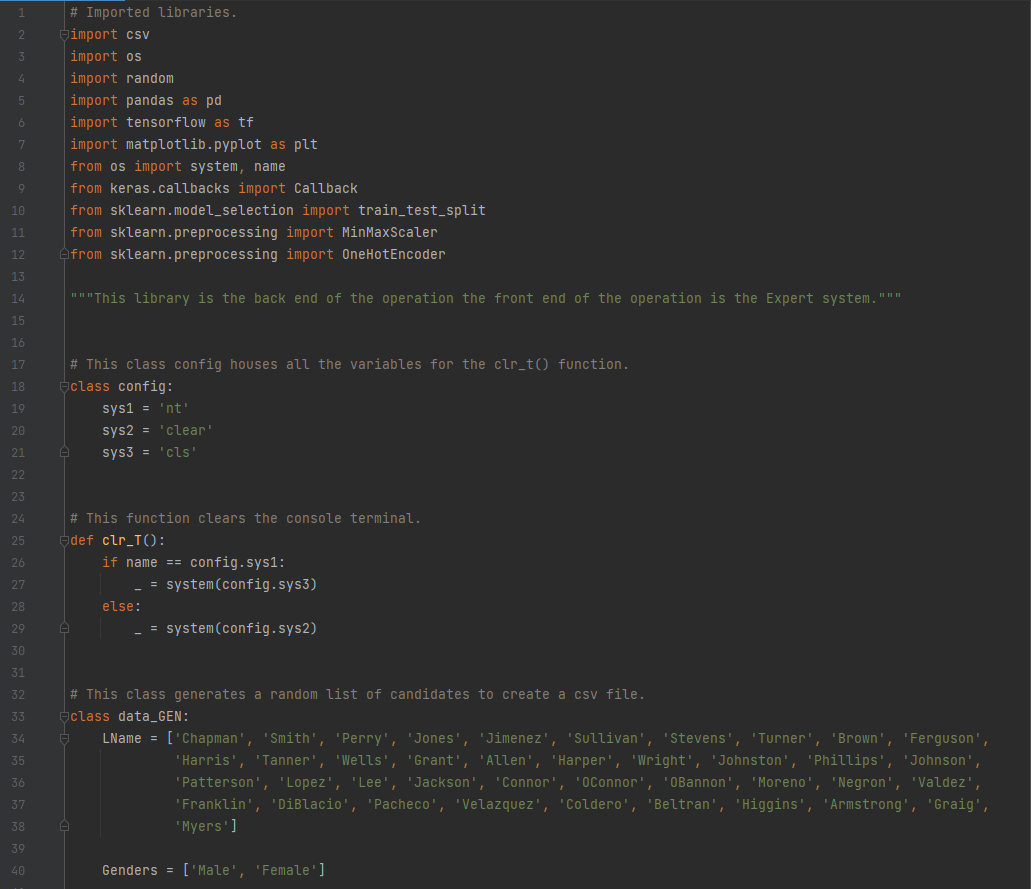 1 # Imported libraries.
2 import csv
3 import os
4 import random
5 import pandas as pd
6 import tensorflow as tf
7 import matplotlib.pyplot as plt
8 from os import system, name
9 from keras.callbacks import Callback
10 from sklearn.model_selection import train_test_split
11 from sklearn.preprocessing import MinMaxScaler
12 from sklearn.preprocessing import OneHotEncoder
13
14 """This library is the back end of the operation the front end of the operation is the Expert system."""
15
16
17 # This class config houses all the variables for the clr_t() function.
18 class config:
19     sys1 = 'nt'
20     sys2 = 'clear'
21     sys3 = 'cls'
22
23
24 # This function clears the console terminal.
25 def clr_T():
26     if name == config.sys1:
27         _ = system(config.sys3)
28     else:
29         _ = system(config.sys2)
30
31
32 # This class generates a random list of candidates to create a csv file.
33 class data_GEN:
34     LName = ['Chapman', 'Smith', 'Perry', 'Jones', 'Jimenez', 'Sullivan', 'Stevens', 'Turner', 'Brown', 'Ferguson',
35              'Harris', 'Tanner', 'Wells', 'Grant', 'Allen', 'Harper', 'Wright', 'Johnston', 'Phillips', 'Johnson',
36              'Patterson', 'Lopez', 'Lee', 'Jackson', 'Connor', 'OConnor', 'OBannon', 'Moreno', 'Negron', 'Valdez',
37              'Franklin', 'DiBlacio', 'Pacheco', 'Velazquez', 'Coldero', 'Beltran', 'Higgins', 'Armstrong', 'Graig',
38              'Myers']
39
40     Genders = ['Male', 'Female']